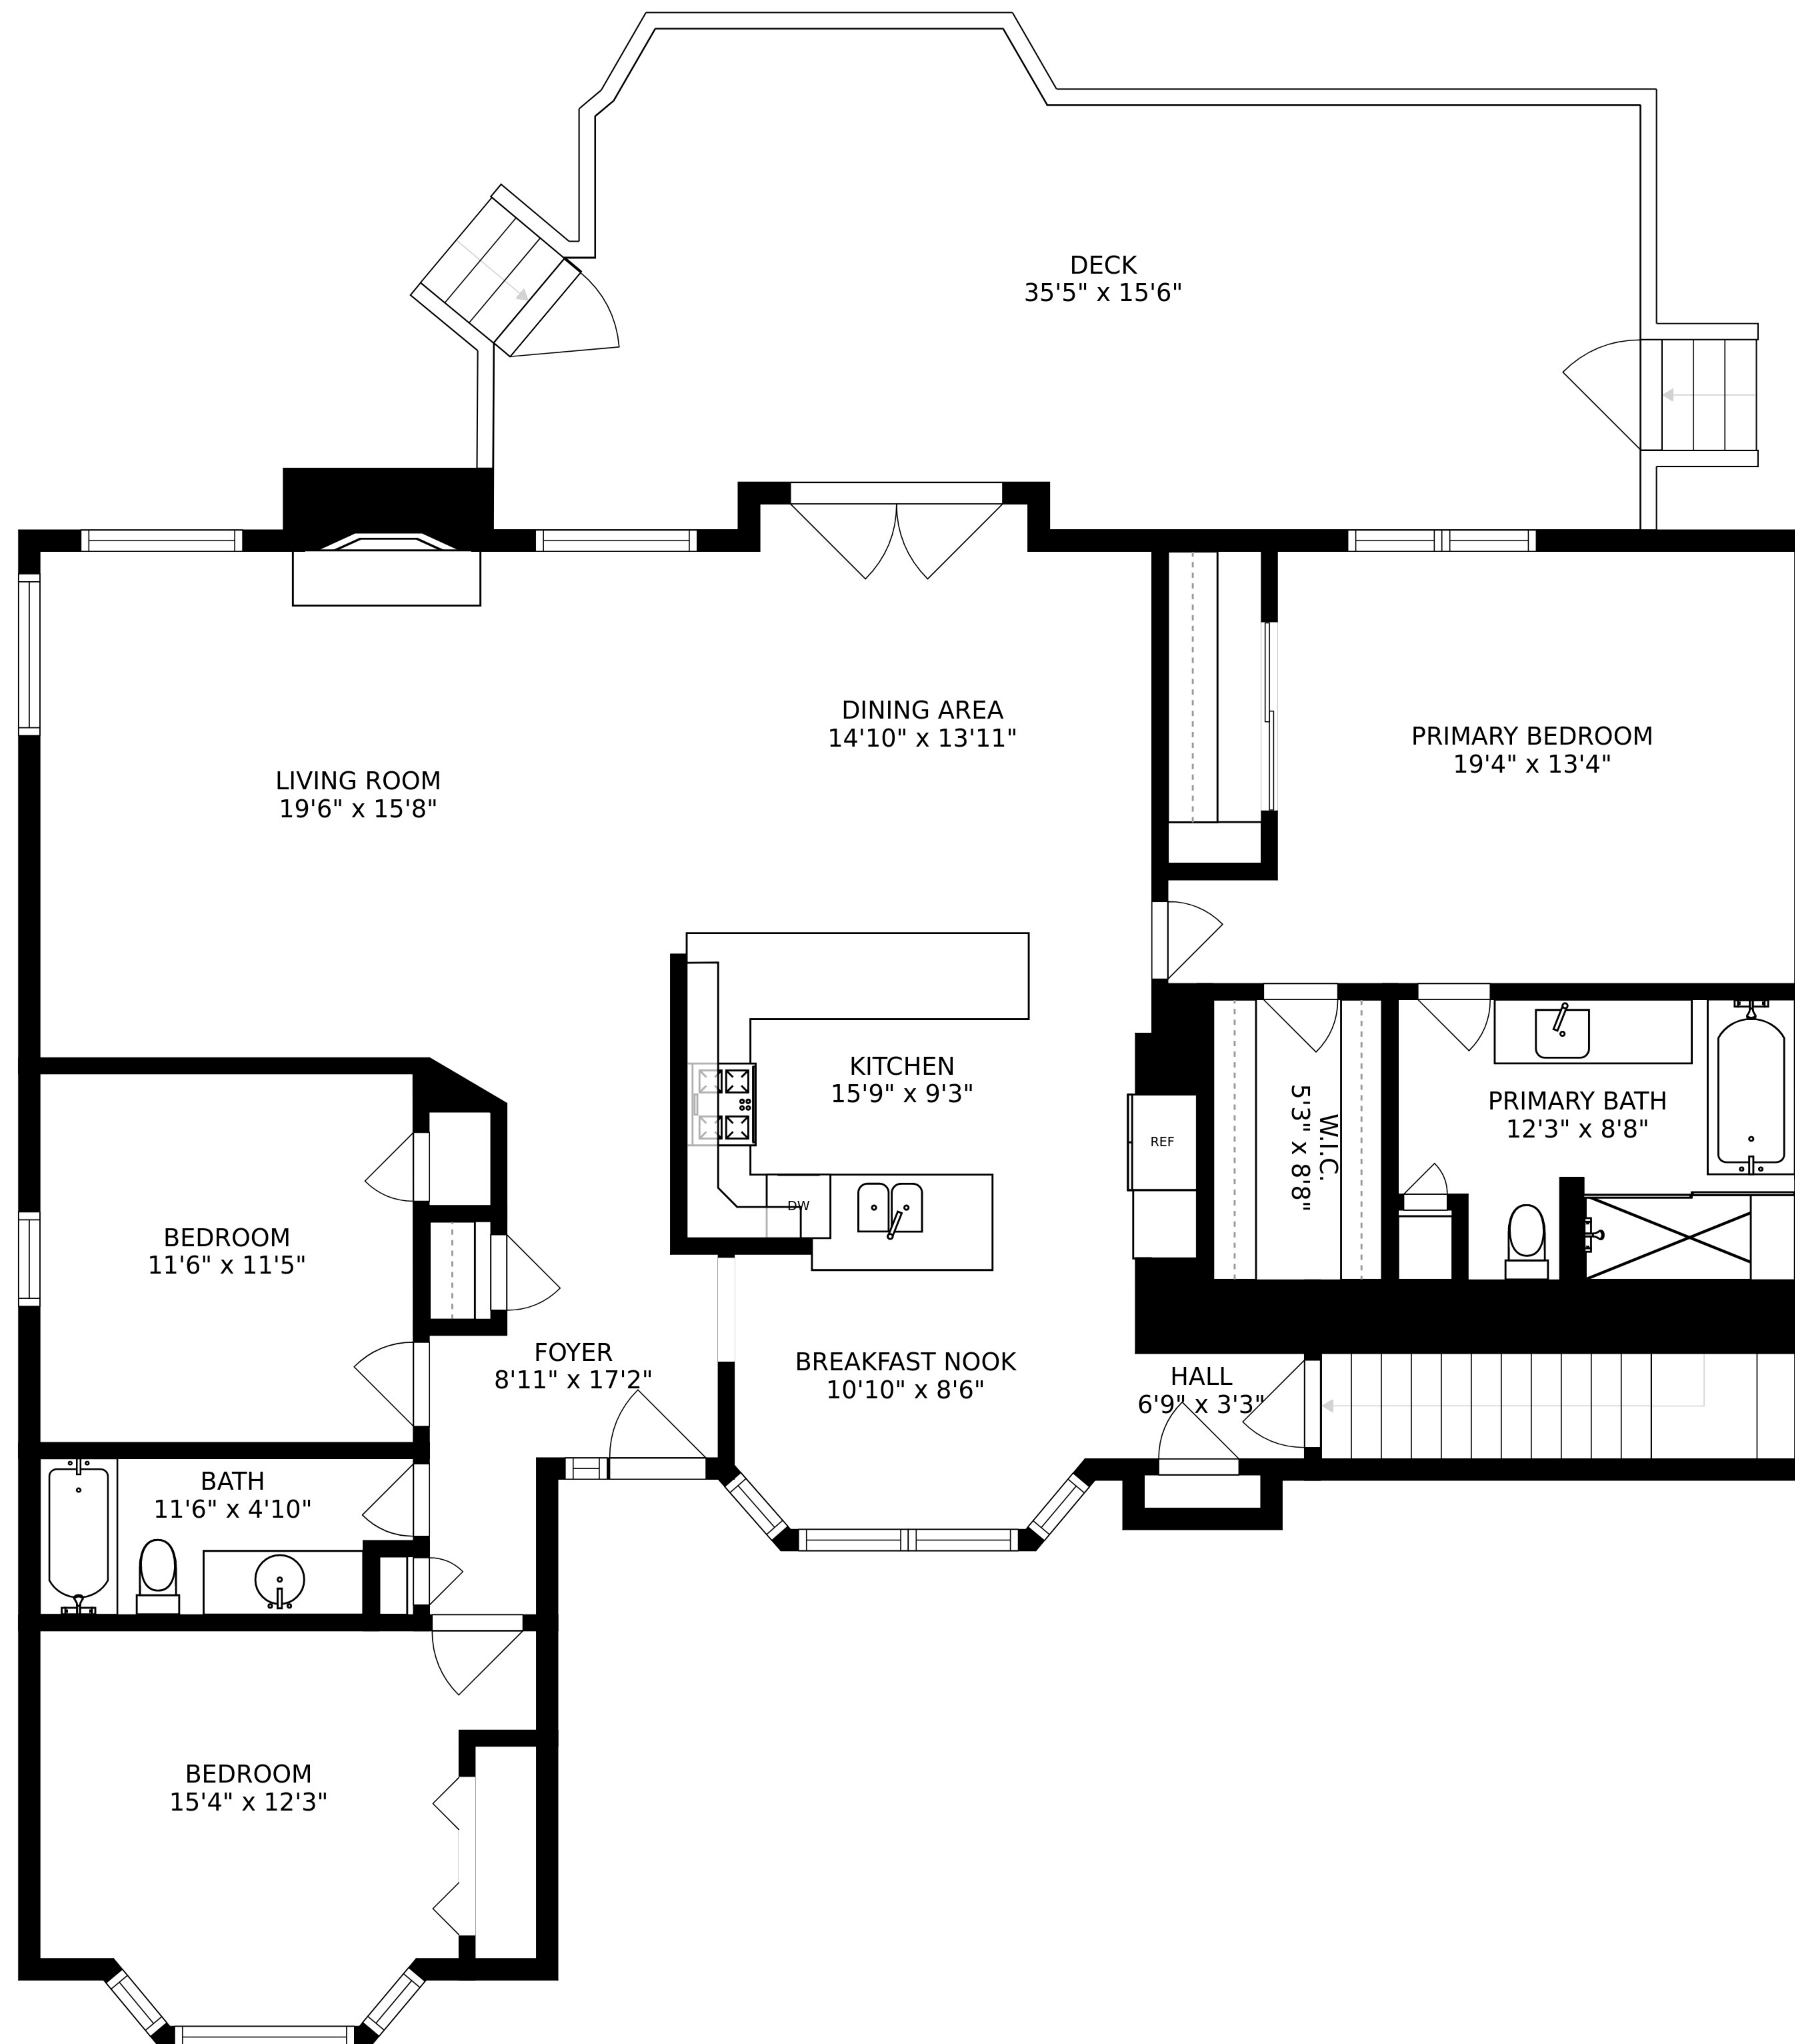 DECK
35'5" x 15'6"
DINING AREA
14'10" x 13'11"
PRIMARY BEDROOM
19'4" x 13'4"
LIVING ROOM
19'6" x 15'8"
KITCHEN
15'9" x 9'3"
REF
W.I.C.
5'3" x 8'8"
PRIMARY BATH
12'3" x 8'8"
DW
BEDROOM
11'6" x 11'5"
FOYER
8'11" x 17'2"
BREAKFAST NOOK
10'10" x 8'6"
HALL
6'9" x 3'3"
BATH
11'6" x 4'10"
BEDROOM
15'4" x 12'3"